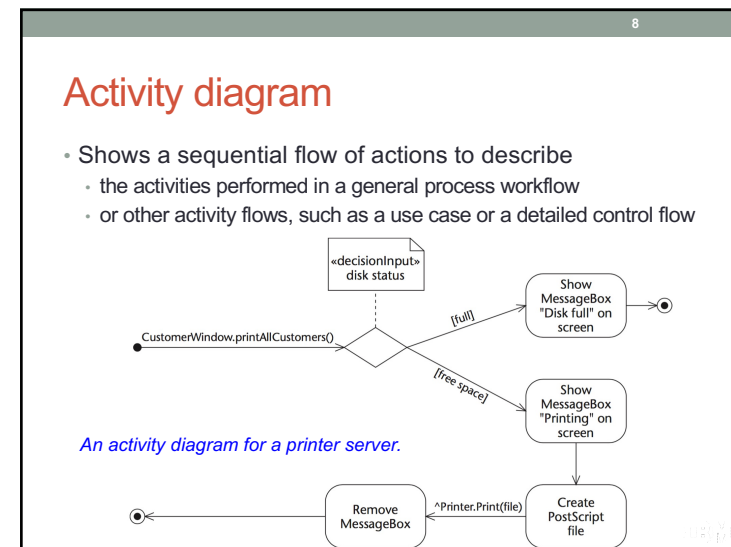 8
Activity diagram
• Shows a sequential flow of actions to describe
• the activities performed in a general process workflow
• or other activity flows, such as a use case or a detailed control flow
«decisionInput»
disk status
CustomerWindow.printAllCustomers()
[full]
Show
MessageBox
"Disk full" on
screen
[free space]
Show
MessageBox
"Printing" on
screen
An activity diagram for a printer server.
Remove
MessageBox
^Printer.Print(file)
Create
PostScript
file